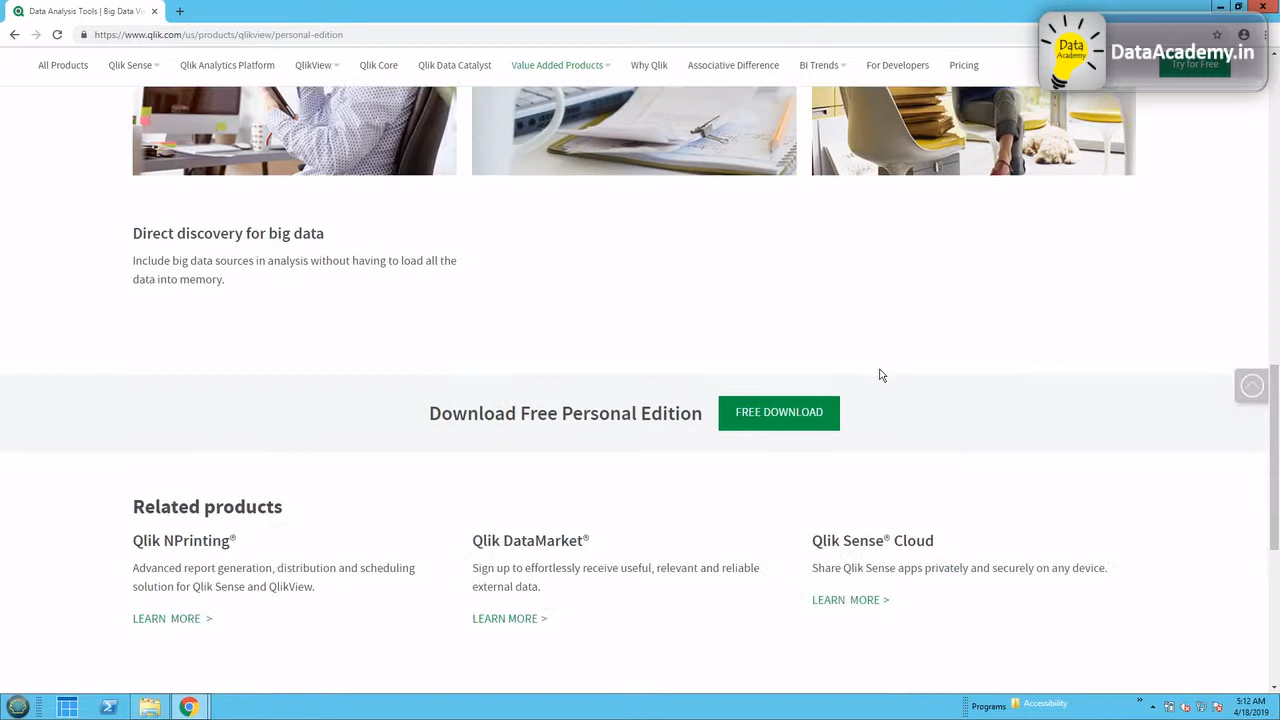 Data Analysis Tools | Big Data Vi
https://www.qlik.com/us/products/qlikview/personal-edition
Data
Academy
DataAcademy.in
All Products
Qlik Sense
Qlik Analytics Platform
QlikView
Qlik Core
Qlik Data Catalyst
Value Added Products
Why Qlik
Associative Difference
BI Trends
For Developers
Pricing
Try for Free
Direct discovery for big data
Include big data sources in analysis without having to load all the
data into memory.
Download Free Personal Edition
FREE DOWNLOAD
Related products
Qlik NPrinting®
Advanced report generation, distribution and scheduling
solution for Qlik Sense and QlikView.
LEARN MORE >
Qlik DataMarket®
Sign up to effortlessly receive useful, relevant and reliable
external data.
LEARN MORE >
Qlik Sense® Cloud
Share Qlik Sense apps privately and securely on any device.
LEARN MORE >
Programs
Accessibility
»
5:12 AM
4/18/2019